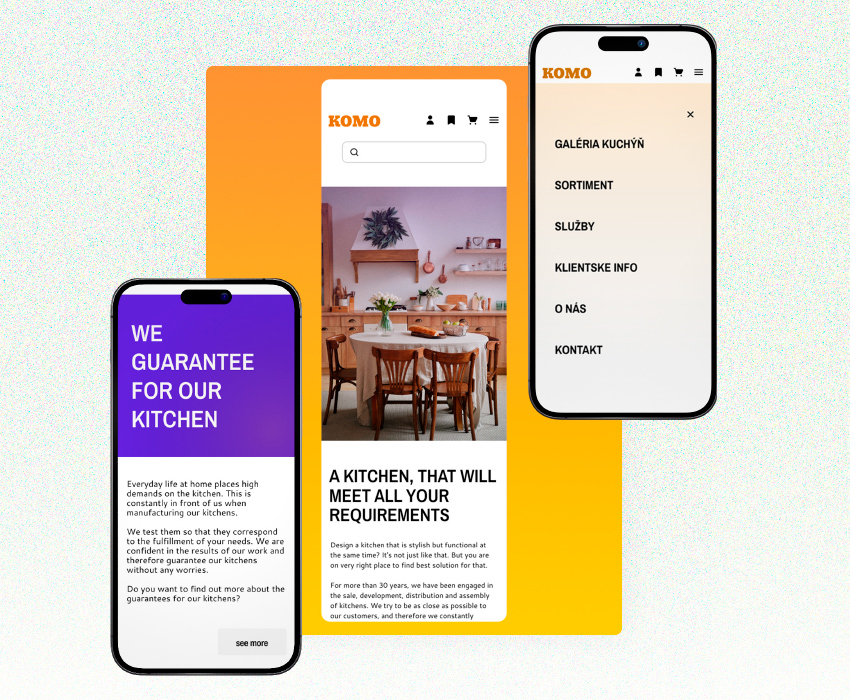 WE
GUARANTEE
FOR OUR
KITCHEN
Everyday life at home places high
demands on the kitchen. This is
constantly in front of us when
manufacturing our kitchens.
We test them so that they correspond
to the fulfillment of your needs. We are
confident in the results of our work and
therefore guarantee our kitchens
without any worries.
Do you want to find out more about the
guarantees for our kitchens?
see more
KOMO
A KITCHEN, THAT WILL
MEET ALL YOUR
REQUIREMENTS
Design a kitchen that is stylish but functional at
the same time? It's not just like that. But you are
on very right place to find best solution for that.
For more than 30 years, we have been engaged in
the sale, development, distribution and assembly
of kitchens. We try to be as close as possible to
our customers, and therefore we constantly
KOMO
GALÉRIA KUCHÝŇ
SORTIMENT
SLUŽBY
KLIENTSKE INFO
O NÁS
KONTAKT